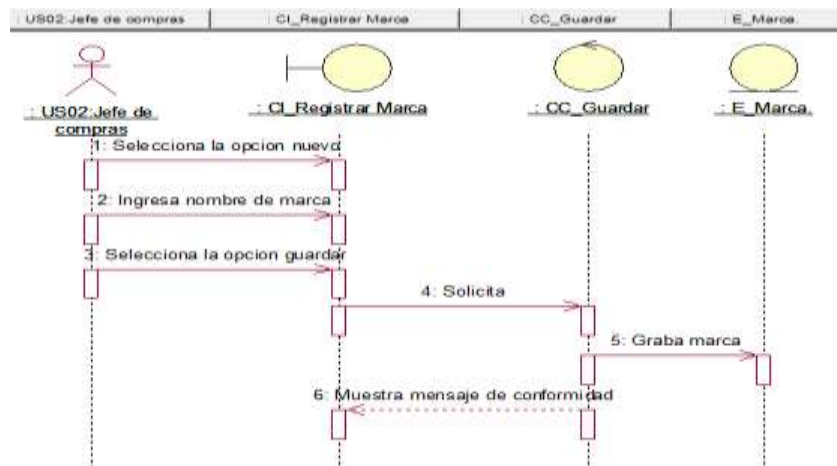 : US02:Jefe de compras
: CI_Registrar Marca
: CC_Guardar
: E_Marca.
: US02:Jefe de
compras
: CI_Registrar Marca
: CC_Guardar
: E_Marca.
1: Selecciona la opcion nuevo
2: Ingresa nombre de marca
3: Selecciona la opcion guardar
4: Solicita
5: Graba marca
6: Muestra mensaje de conformidad